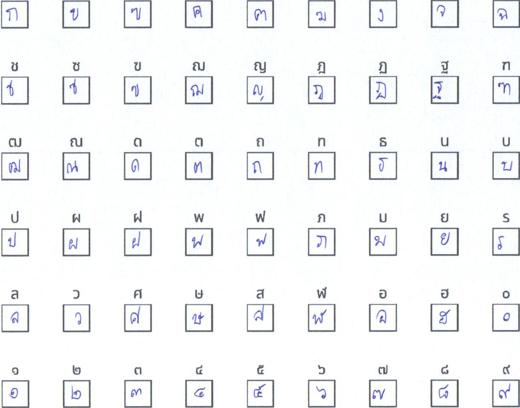 ก ข ฃ ค ฅ ฆ ง จ ฉ
ช ซ ฃ ฌ ญ ฎ ฏ ฐ ฑ
ช ซ ฃ ฌ ญ ฎ ฏ ฐ ฑ
ฒ ณ ด ต ถ ท ธ น บ
ฒ ณ ด ต ถ ท ธ น บ
ป ผ ฝ พ ฟ ภ ม ย ร
ป ผ ฝ พ ฟ ภ ม ย ร
ล ว ศ ษ ส ฬ อ ฮ ๐
ล ว ศ ษ ส ฬ อ ฮ ๐
๑ ๒ ๓ ๔ ๕ ๖ ๗ ๘ ๙
๑ ๒ ๓ ๔ ๕ ๖ ๗ ๘ ๙